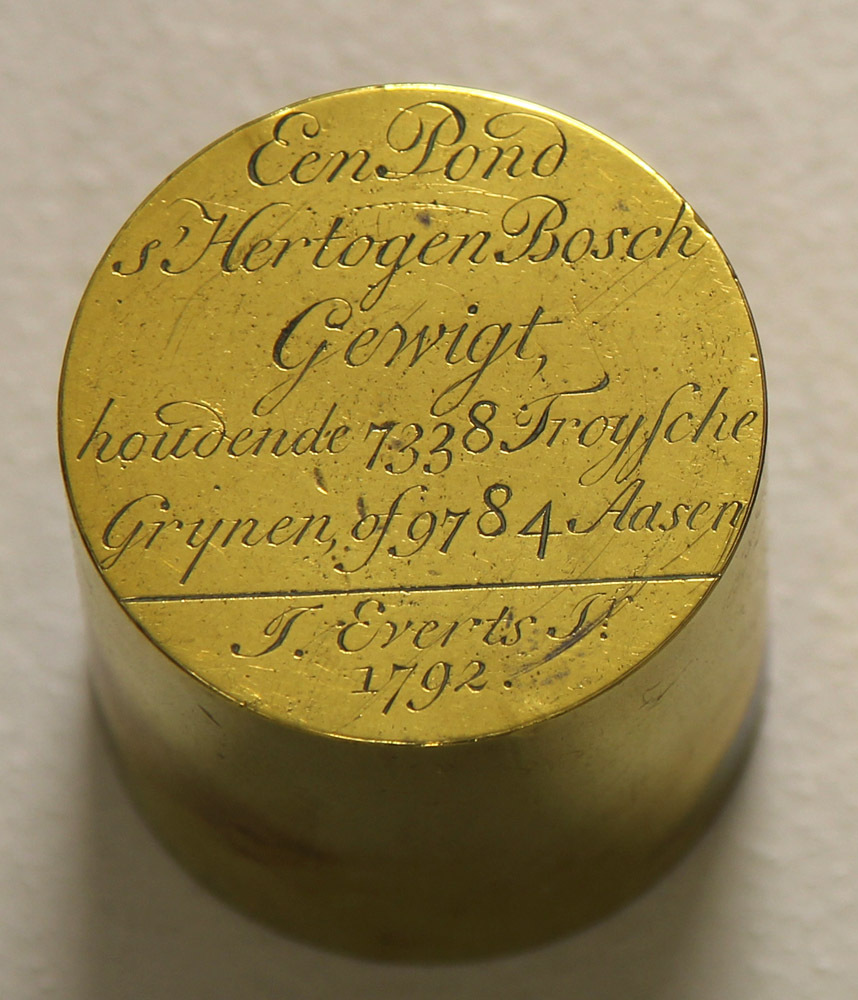 Een Pond
s'Hertogen Bosch
Gewigt,
houdende 7338 Troyſche
Grynen, of 9784 Aasen
J. Everts Jr.
1792.